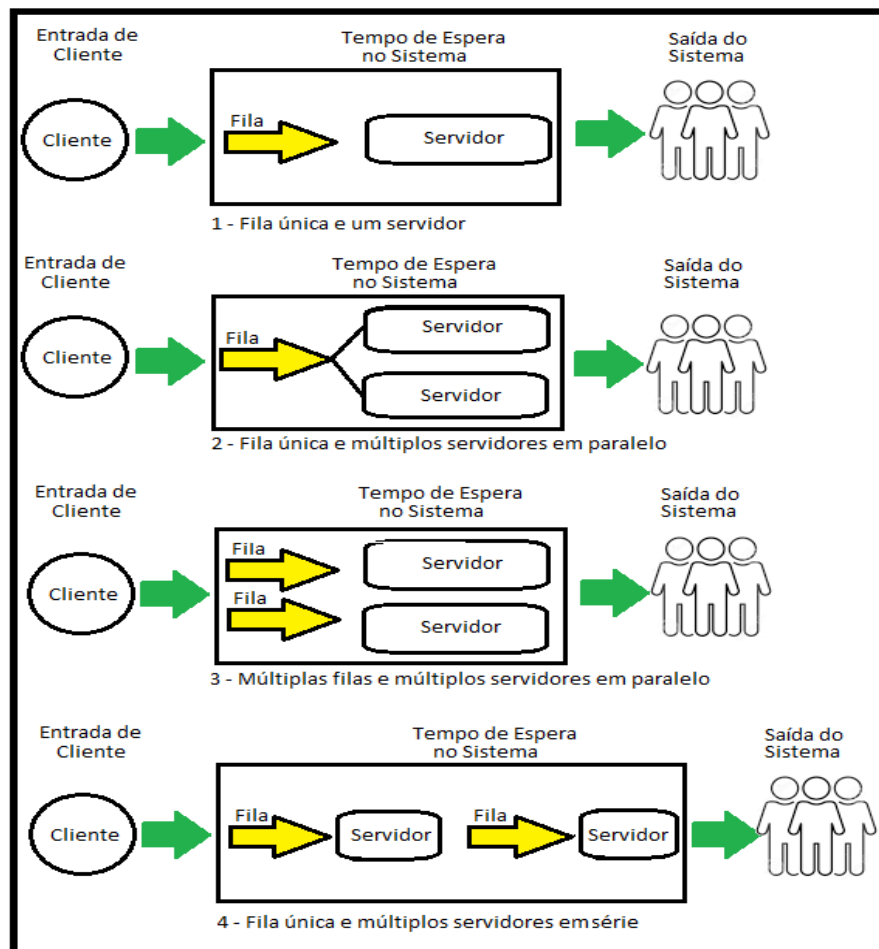 Entrada de
Cliente
Tempo de Espera
no Sistema
Saída do
Sistema
Cliente
Fila
Servidor
1 - Fila única e um servidor
Entrada de
Cliente
Tempo de Espera
no Sistema
Saída do
Sistema
Cliente
Fila
Servidor
Servidor
2 - Fila única e múltiplos servidores em paralelo
Entrada de
Cliente
Tempo de Espera
no Sistema
Saída do
Sistema
Cliente
Fila
Servidor
Fila
Servidor
3 - Múltiplas filas e múltiplos servidores em paralelo
Entrada de
Cliente
Tempo de Espera
no Sistema
Saída do
Sistema
Cliente
Fila
Servidor
Fila
Servidor
4 - Fila única e múltiplos servidores emsérie